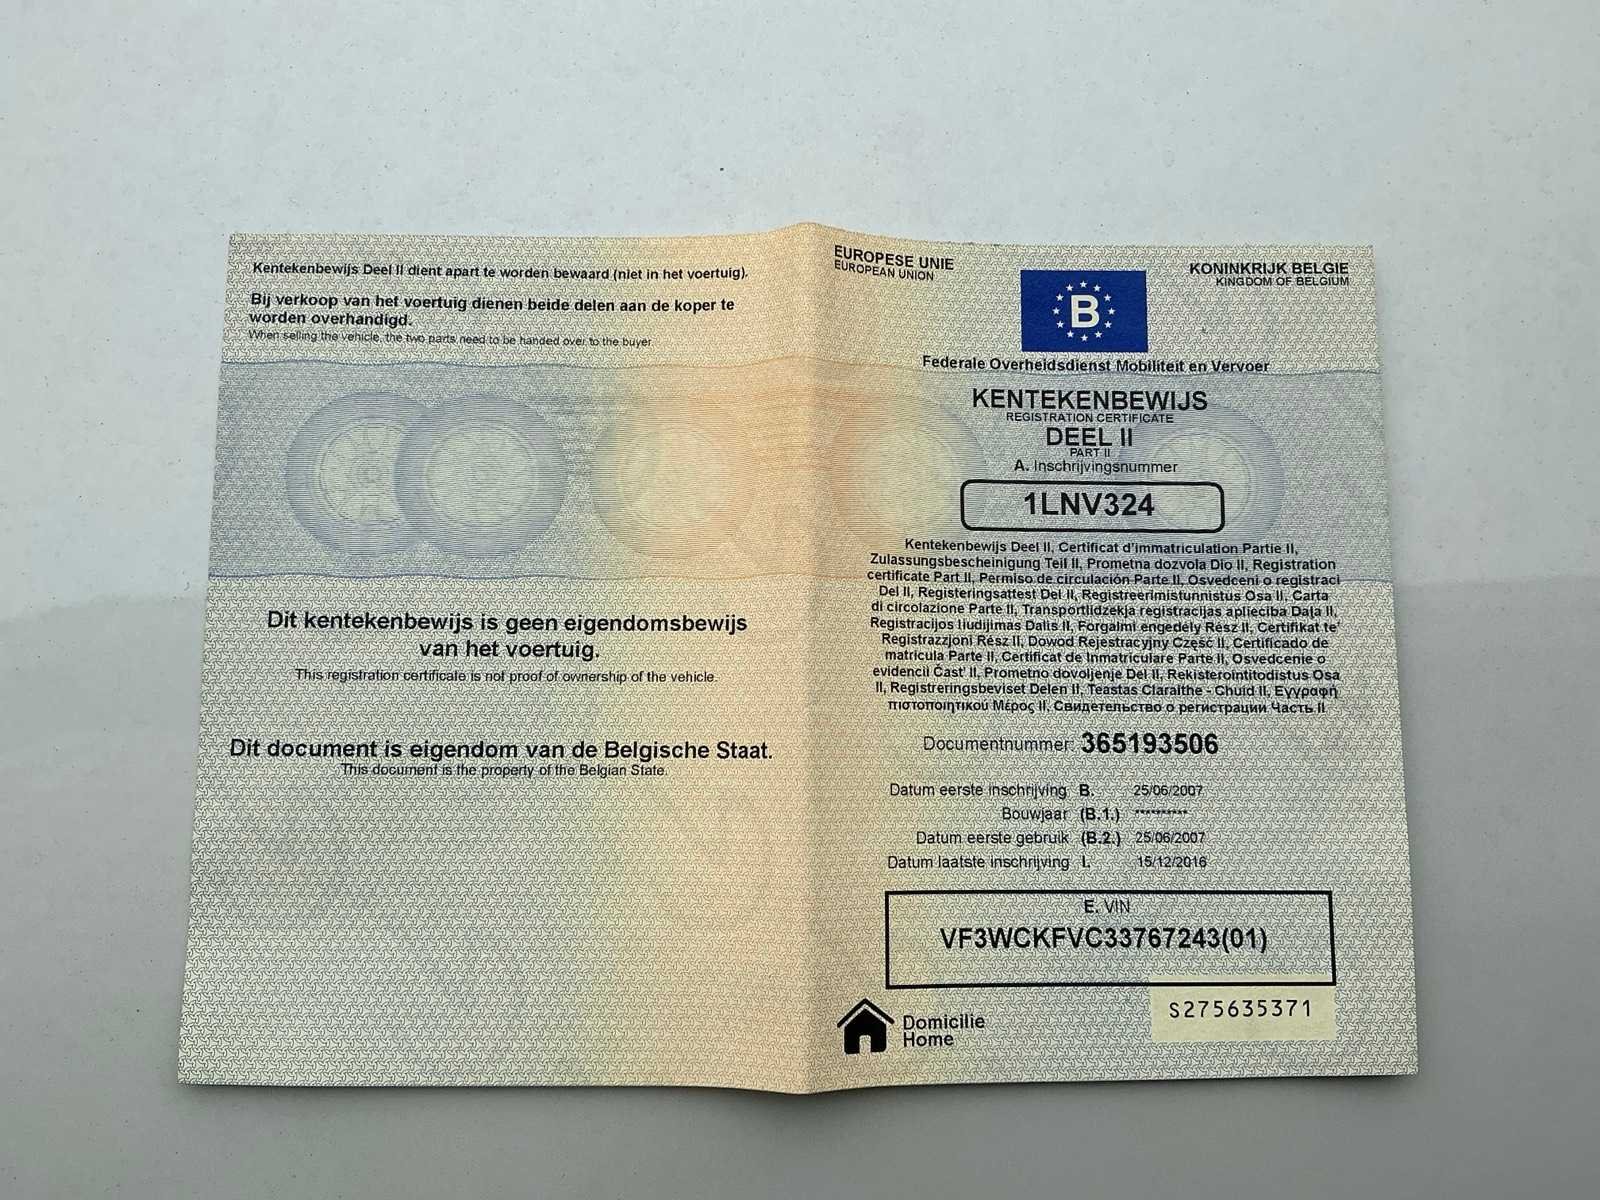 Kentekenbewijs Deel II dient apart te worden bewaard (niet in het voertuig).
Bij verkoop van het voertuig dienen beide delen aan de koper te
worden overhandigd.
When selling the vehicle, the two parts need to be handed over to the buyer
Dit kentekenbewijs is geen eigendomsbewijs
van het voertuig.
This registration certificate is not proof of ownership of the vehicle.
Dit document is eigendom van de Belgische Staat.
This document is the property of the Belgian State.
EUROPESE UNIE
EUROPEAN UNION
B
KONINKRIJK BELGIE
KINGDOM OF BELGIUM
Federale Overheidsdienst Mobiliteit en Vervoer
KENTEKENBEWIJS
REGISTRATION CERTIFICATE
DEEL II
PART II
A. Inschrijvingsnummer
1LNV324
Kentekenbewijs Deel II, Certificat d'immatriculation Partie II,
Zulassungsbescheinigung Teil II, Prometna dozvola Dio II, Registration
certificate Part II, Permiso de circulación Parte II, Osvedceni o registraci
Del II, Registeringsattest Del II, Registreerimistunnistus Osa II, Carta
di circolazione Parte II, Transportlidzekja registracijas aplieciba Daļa II,
Registracijos liudijimas Dalis II, Forgalmi engedély Rész II, Certifikat te'
Registrazzjoni Rész II, Dowod Rejestracyjny Część II, Certificado de
matricula Parte II, Certificat de Inmatriculare Parte II, Osvedcenie o
evidencii Čast' II, Prometno dovoljenje Del II, Rekisterointitodistus Osa
II, Registreringsbeviset Delen II, Teastas Claraithe - Chuid II, Εγγραφή
πιστοποιητικού Μέρος II, Свидетельство о регистрации Часть II
Documentnummer: 365193506
Datum eerste inschrijving B. 25/06/2007
Bouwjaar (B.1.) **********
Datum eerste gebruik (B.2.) 25/06/2007
Datum laatste inschrijving I. 15/12/2016
E. VIN
VF3WCKFVC33767243(01)
S275635371
Domicilie
Home